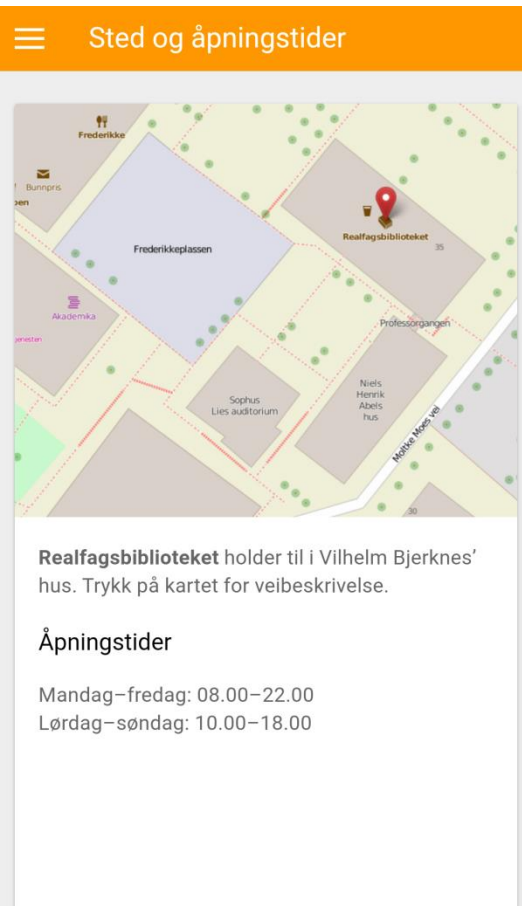 Sted og åpningstider
Frederikke
Bunnpris
Frederikkeplassen
Realfagsbiblioteket
35
Akademika
Professorgangen
Sophus
Lies auditorium
Niels
Henrik
Abels
hus
Moltke Moes vei
30
Realfagsbiblioteket holder til i Vilhelm Bjerknes’
hus. Trykk på kartet for veibeskrivelse.
Åpningstider
Mandag–fredag: 08.00–22.00
Lørdag–søndag: 10.00–18.00